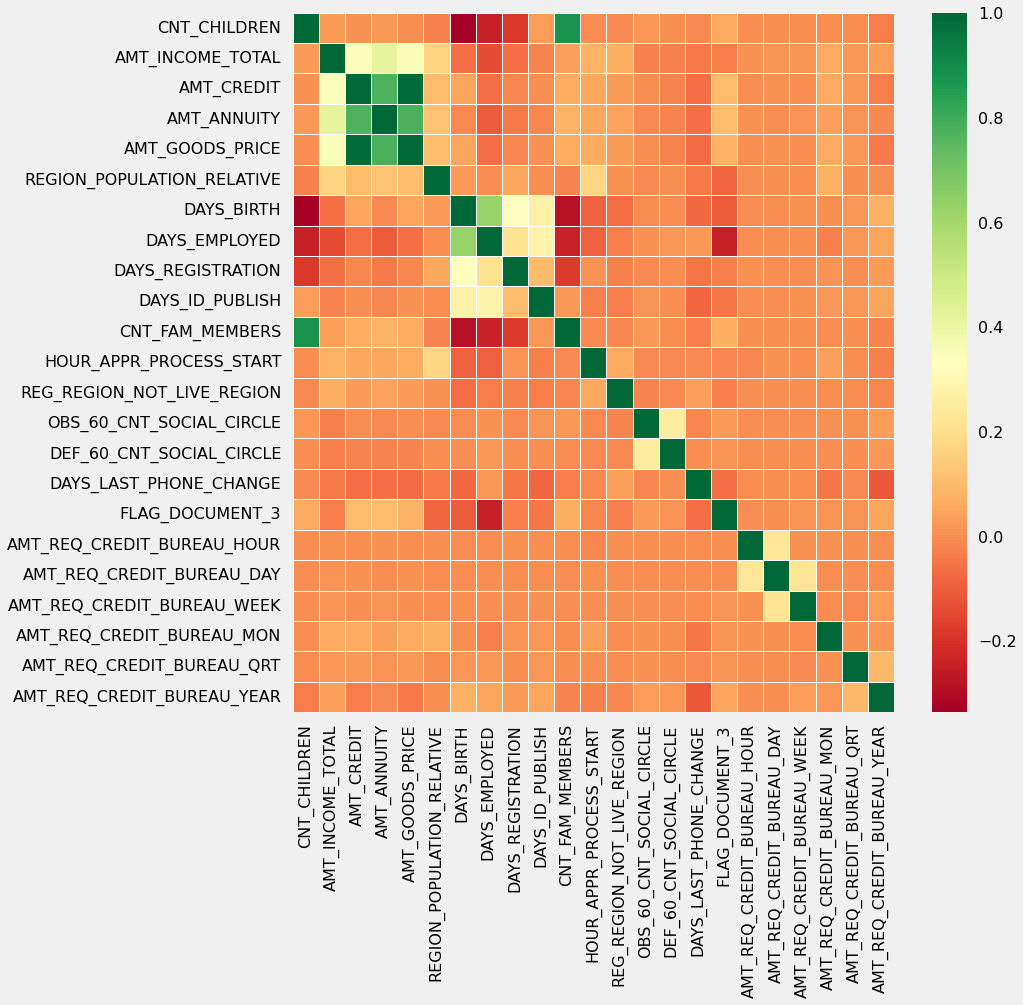 CNT_CHILDREN
AMT_INCOME_TOTAL
AMT_CREDIT
AMT_ANNUITY
AMT_GOODS_PRICE
REGION_POPULATION_RELATIVE
DAYS_BIRTH
DAYS_EMPLOYED
DAYS_REGISTRATION
DAYS_ID_PUBLISH
CNT_FAM_MEMBERS
HOUR_APPR_PROCESS_START
REG_REGION_NOT_LIVE_REGION
OBS_60_CNT_SOCIAL_CIRCLE
DEF_60_CNT_SOCIAL_CIRCLE
DAYS_LAST_PHONE_CHANGE
FLAG_DOCUMENT_3
AMT_REQ_CREDIT_BUREAU_HOUR
AMT_REQ_CREDIT_BUREAU_DAY
AMT_REQ_CREDIT_BUREAU_WEEK
AMT_REQ_CREDIT_BUREAU_MON
AMT_REQ_CREDIT_BUREAU_QRT
AMT_REQ_CREDIT_BUREAU_YEAR
CNT_CHILDREN
AMT_INCOME_TOTAL
AMT_CREDIT
AMT_ANNUITY
AMT_GOODS_PRICE
REGION_POPULATION_RELATIVE
DAYS_BIRTH
DAYS_EMPLOYED
DAYS_REGISTRATION
DAYS_ID_PUBLISH
CNT_FAM_MEMBERS
HOUR_APPR_PROCESS_START
REG_REGION_NOT_LIVE_REGION
OBS_60_CNT_SOCIAL_CIRCLE
DEF_60_CNT_SOCIAL_CIRCLE
DAYS_LAST_PHONE_CHANGE
FLAG_DOCUMENT_3
AMT_REQ_CREDIT_BUREAU_HOUR
AMT_REQ_CREDIT_BUREAU_DAY
AMT_REQ_CREDIT_BUREAU_WEEK
AMT_REQ_CREDIT_BUREAU_MON
AMT_REQ_CREDIT_BUREAU_QRT
AMT_REQ_CREDIT_BUREAU_YEAR
1.0
0.8
0.6
0.4
0.2
0.0
−0.2